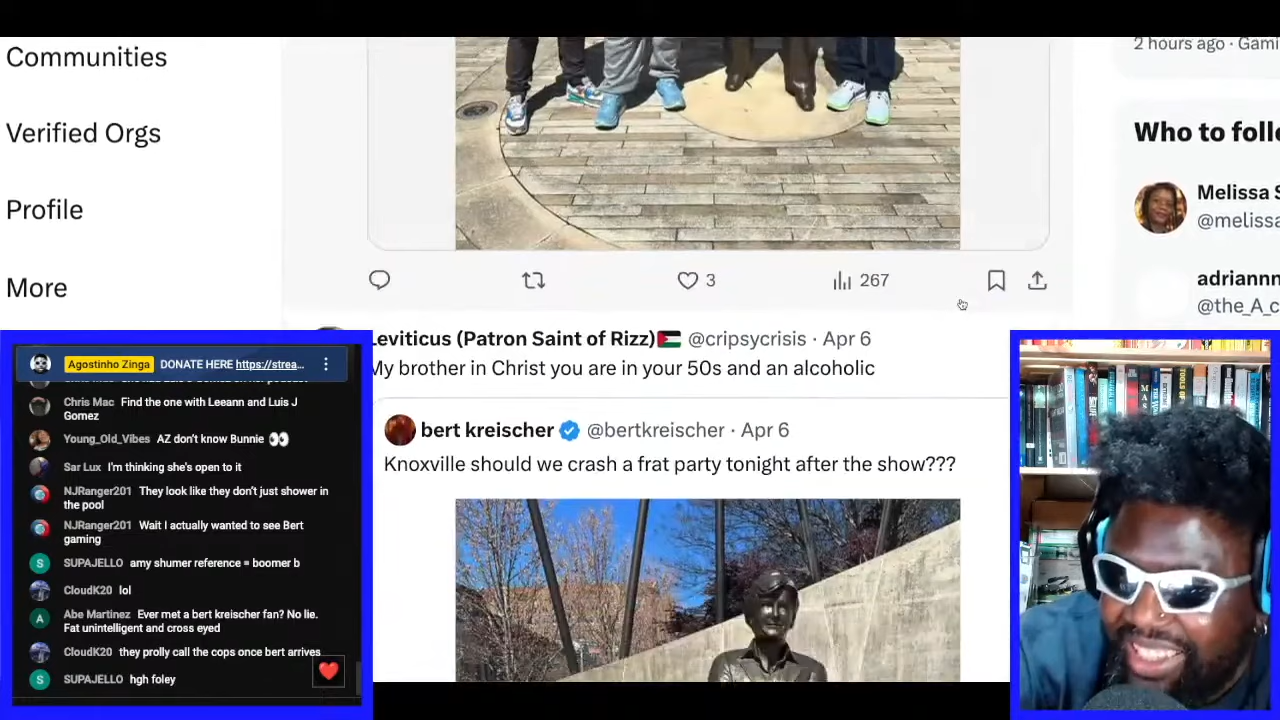 Communities
Verified Orgs
Profile
More
2 hours ago · Gami
Who to foll
Melissa S
@melissa
adriannn
@the_A_c
3
267
Leviticus (Patron Saint of Rizz) @cripsycrisis · Apr 6
My brother in Christ you are in your 50s and an alcoholic
bert kreischer @bertkreischer · Apr 6
Knoxville should we crash a frat party tonight after the show???
Agostinho Zinga DONATE HERE https://strea...
Chris Mac Find the one with Leeann and Luis J
Gomez
Young_Old_Vibes AZ don't know Bunnie
Sar Lux I'm thinking she's open to it
NJRanger201 They look like they don't just shower in
the pool
NJRanger201 Wait I actually wanted to see Bert
gaming
S SUPAJELLO amy shumer reference = boomer b
CloudK20 lol
A Abe Martinez Ever met a bert kreischer fan? No lie.
Fat unintelligent and cross eyed
CloudK20 they prolly call the cops once bert arrives
S SUPAJELLO hgh foley